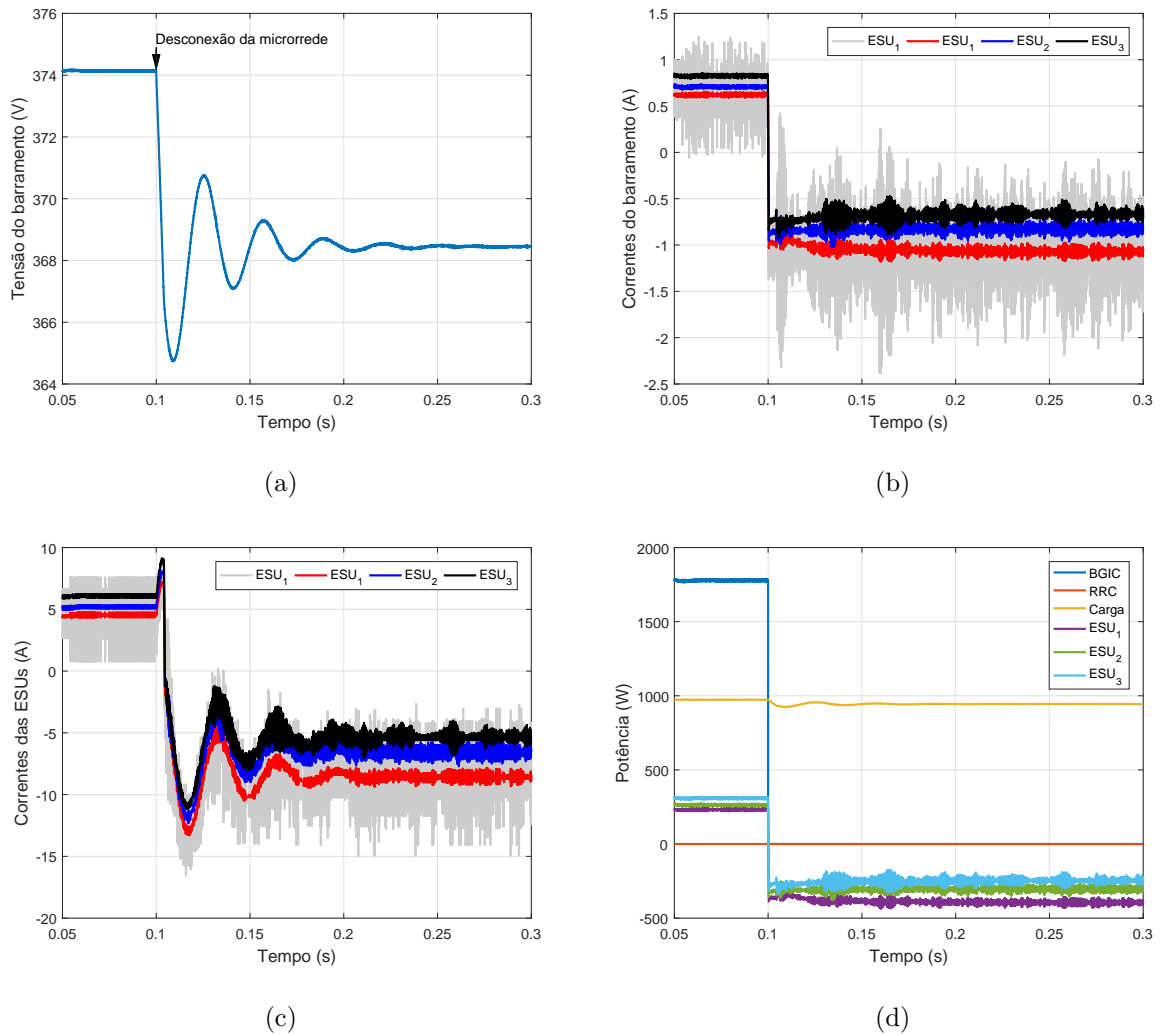 376
374
372
370
368
366
364
Tensão do barramento (V)
Desconexão da microrrede
0.05 0.1 0.15 0.2 0.25 0.3
Tempo (s)
(a)
1.5
1
0.5
0
-0.5
-1
-1.5
-2
-2.5
Correntes do barramento (A)
ESU1 ESU1 ESU2 ESU3
0.05 0.1 0.15 0.2 0.25 0.3
Tempo (s)
(b)
10
5
0
-5
-10
-15
-20
Correntes das ESUs (A)
ESU1 ESU1 ESU2 ESU3
0.05 0.1 0.15 0.2 0.25 0.3
Tempo (s)
(c)
2000
1500
1000
500
0
-500
Potência (W)
BGIC
RRC
Carga
ESU1
ESU2
ESU3
0.05 0.1 0.15 0.2 0.25 0.3
Tempo (s)
(d)